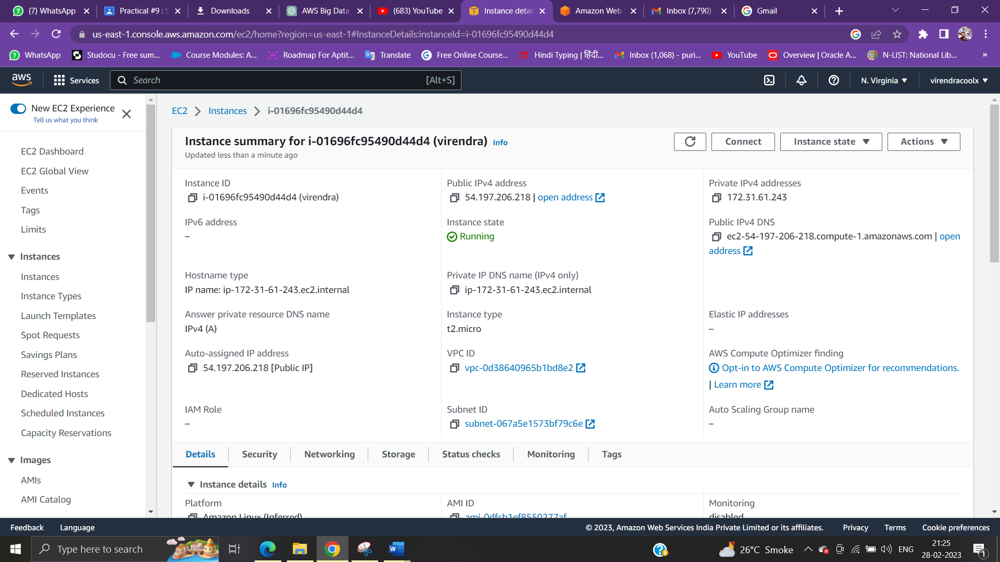 (7) WhatsApp
Practical #9 : S
Downloads
AWS Big Data
(683) YouTube
Instance detail
Amazon Web S
Inbox (7,790)
Gmail
us-east-1.console.aws.amazon.com/ec2/home?region=us-east-1#InstanceDetails:instanceId=i-01696fc95490d44d4
WhatsApp
Studocu - Free sum...
Course Modules: A...
Roadmap For Aptit...
Translate
Free Online Course...
IT Hindi Typing | हिंदी...
Inbox (1,068) - puri...
YouTube
Overview | Oracle A...
N-LIST: National Lib...
»
aws
Services
Search
[Alt+S]
N. Virginia
virendracoolx
New EC2 Experience
Tell us what you think
EC2 Dashboard
EC2 Global View
Events
Tags
Limits
Instances
Instances
Instance Types
Launch Templates
Spot Requests
Savings Plans
Reserved Instances
Dedicated Hosts
Scheduled Instances
Capacity Reservations
Images
AMIs
AMI Catalog
EC2 > Instances > i-01696fc95490d44d4
Instance summary for i-01696fc95490d44d4 (virendra) Info
Updated less than a minute ago
Connect
Instance state
Actions
Instance ID
i-01696fc95490d44d4 (virendra)
Public IPv4 address
54.197.206.218 | open address
Private IPv4 addresses
172.31.61.243
IPv6 address
–
Instance state
Running
Public IPv4 DNS
ec2-54-197-206-218.compute-1.amazonaws.com | open
address
Hostname type
IP name: ip-172-31-61-243.ec2.internal
Private IP DNS name (IPv4 only)
ip-172-31-61-243.ec2.internal
Answer private resource DNS name
IPv4 (A)
Instance type
t2.micro
Elastic IP addresses
–
Auto-assigned IP address
54.197.206.218 [Public IP]
VPC ID
vpc-0d38640965b1bd8e2
AWS Compute Optimizer finding
Opt-in to AWS Compute Optimizer for recommendations.
| Learn more
IAM Role
–
Subnet ID
subnet-067a5e1573bf79c6e
Auto Scaling Group name
–
Details
Security
Networking
Storage
Status checks
Monitoring
Tags
Instance details Info
Platform
Amazon Linux (Inferred)
AMI ID
ami-0dfcb1ef8550277af
Monitoring
disabled
Feedback
Language
© 2023, Amazon Web Services India Private Limited or its affiliates.
Privacy
Terms
Cookie preferences
Type here to search
26°C Smoke
ENG
21:25
28-02-2023
1